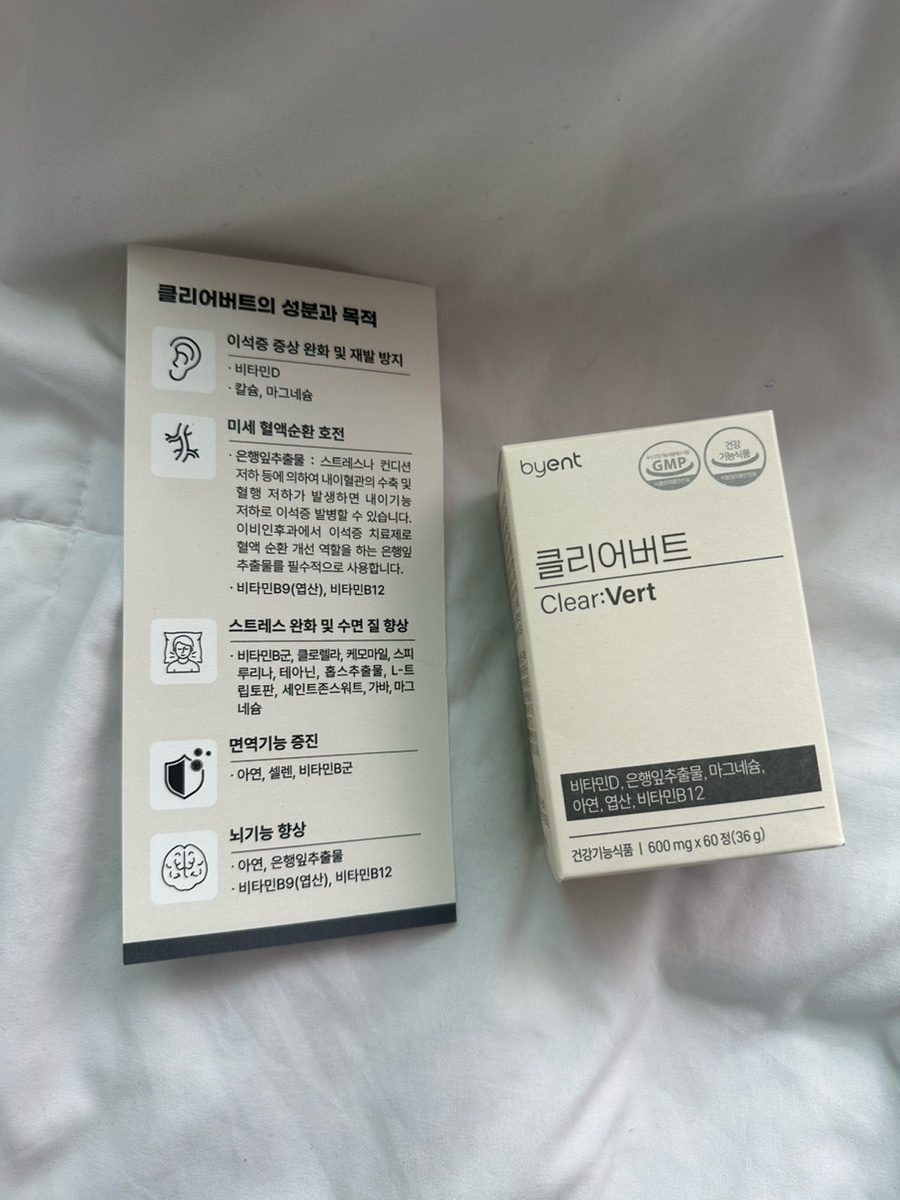 클리어버트의 성분과 목적
이석증 증상 완화 및 재발 방지
· 비타민D
· 칼슘, 마그네슘
미세 혈액순환 호전
· 은행잎추출물 : 스트레스나 컨디션
저하 등에 의하여 내이혈관의 수축 및
혈행 저하가 발생하면 내이기능
저하로 이석증 발병할 수 있습니다.
이비인후과에서 이석증 치료제로
혈액 순환 개선 역할을 하는 은행잎
추출물를 필수적으로 사용합니다.
· 비타민B9(엽산), 비타민B12
스트레스 완화 및 수면 질 향상
· 비타민B군, 클로렐라, 케모마일, 스피
루리나, 테아닌, 홉스추출물, L-트
립토판, 세인트존스워트, 가바, 마그
네슘
면역기능 증진
· 아연, 셀렌, 비타민B군
뇌기능 향상
· 아연, 은행잎추출물
· 비타민B9(엽산), 비타민B12
byent
GMP
건강
기능식품
클리어버트
Clear:Vert
비타민D, 은행잎추출물, 마그네슘,
아연, 엽산, 비타민B12
건강기능식품 | 600 mg x 60 정(36 g)